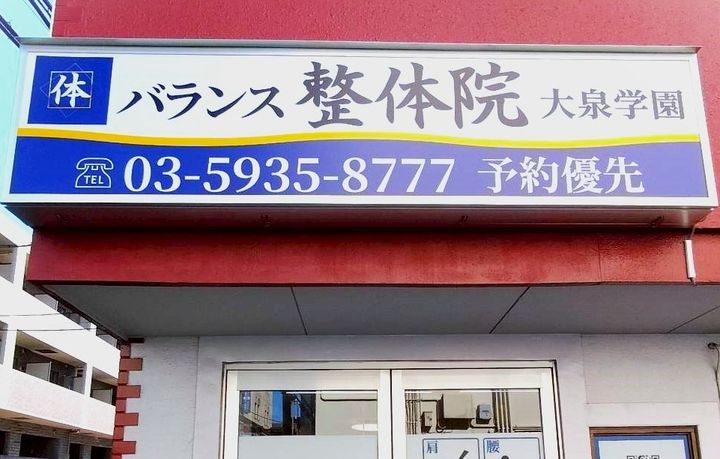 体
バランス 整体院 大泉学園
TEL 03-5935-8777 予約優先
肩 腰